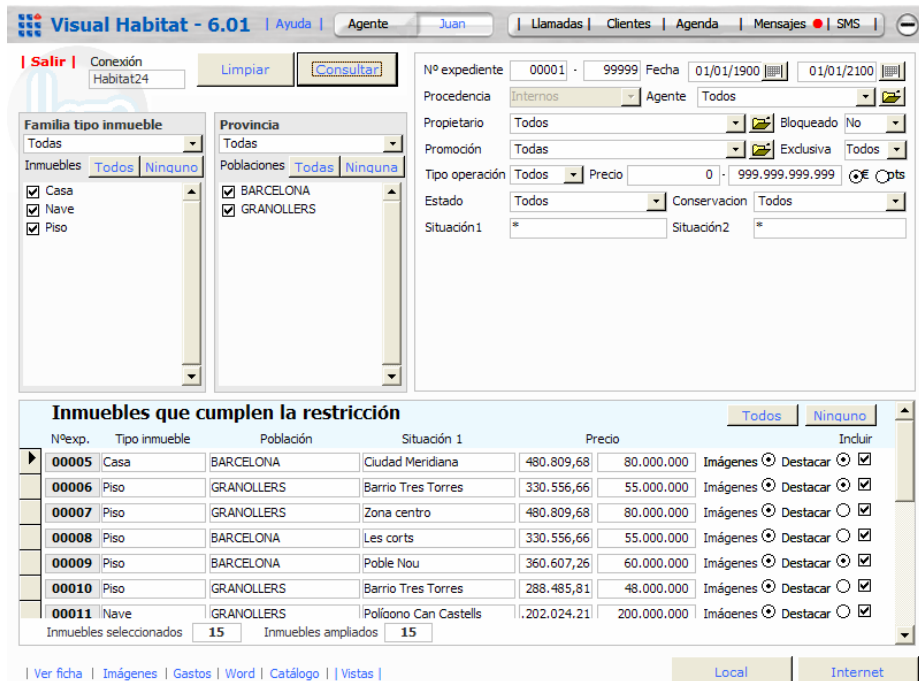 Visual Habitat - 6.01 | Ayuda | Agente Juan | Llamadas | Clientes | Agenda | Mensajes | SMS |
| Salir | Conexión
Habitat24
Limpiar Consultar
Familia tipo inmueble
Todas
Inmuebles Todos Ninguno
Casa
Nave
Piso
Provincia
Todas
Poblaciones Todas Ninguna
BARCELONA
GRANOLLERS
Nº expediente 00001 - 99999 Fecha 01/01/1900 01/01/2100
Procedencia Internos Agente Todos
Propietario Todos Bloqueado No
Promoción Todas Exclusiva Todos
Tipo operación Todos Precio 0 - 999.999.999.999 € pts
Estado Todos Conservacion Todos
Situación1 * Situación2 *
Inmuebles que cumplen la restricción Todos Ninguno
Nºexp. Tipo inmueble Población Situación 1 Precio Incluir
00005 Casa BARCELONA Ciudad Meridiana 480.809,68 80.000.000 Imágenes Destacar
00006 Piso GRANOLLERS Barrio Tres Torres 330.556,66 55.000.000 Imágenes Destacar
00007 Piso GRANOLLERS Zona centro 480.809,68 80.000.000 Imágenes Destacar
00008 Piso BARCELONA Les corts 330.556,66 55.000.000 Imágenes Destacar
00009 Piso BARCELONA Poble Nou 360.607,26 60.000.000 Imágenes Destacar
00010 Piso GRANOLLERS Barrio Tres Torres 288.485,81 48.000.000 Imágenes Destacar
00011 Nave GRANOLLERS Polígono Can Castells .202.024,21 200.000.000 Imágenes Destacar
Inmuebles seleccionados 15 Inmuebles ampliados 15
| Ver ficha | Imágenes | Gastos | Word | Catálogo | | Vistas | Local Internet